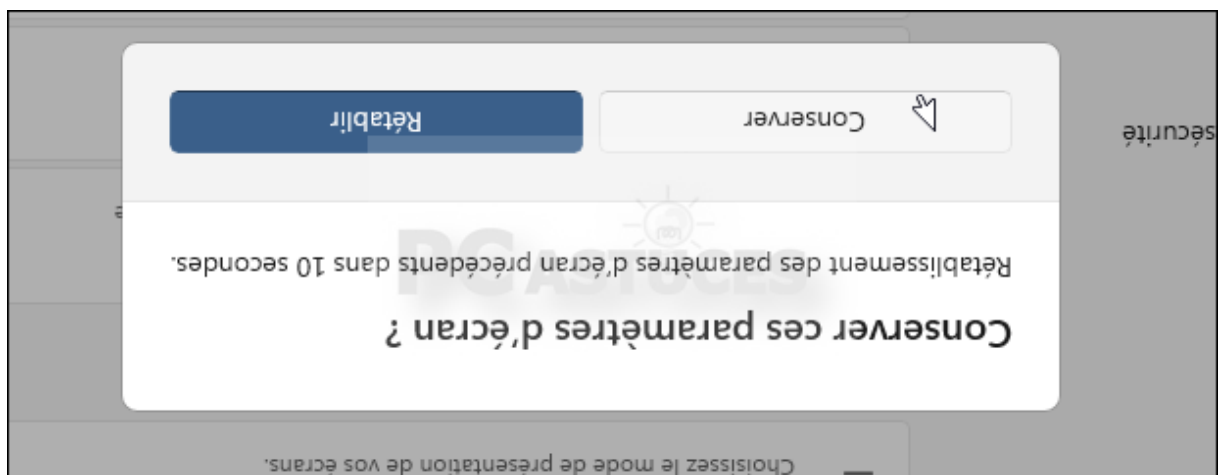 Choisissez le mode de présentation de vos écrans.
Conserver ces paramètres d'écran ?
Rétablissement des paramètres d'écran précédents dans 10 secondes.
PC ASTUCES
e
Conserver
Rétablir
sécurité